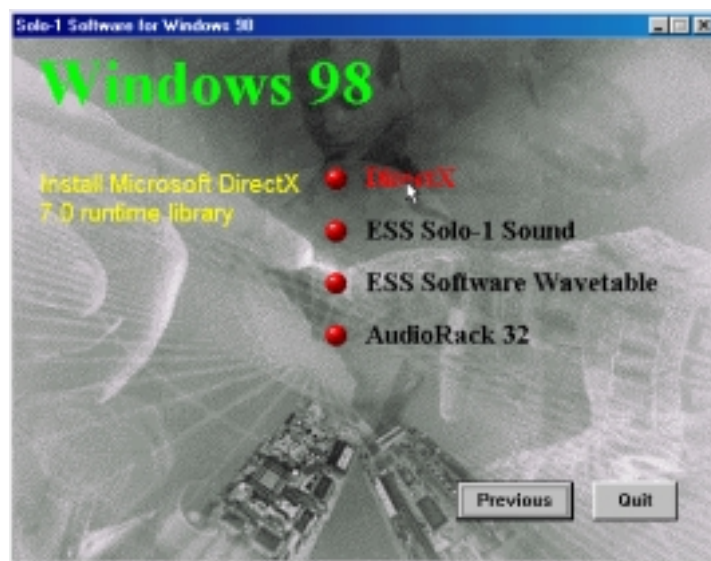 Solo-1 Software for Windows 98
Windows 98
Install Microsoft DirectX
7.0 runtime library
DirectX
ESS Solo-1 Sound
ESS Software Wavetable
AudioRack 32
Previous
Quit